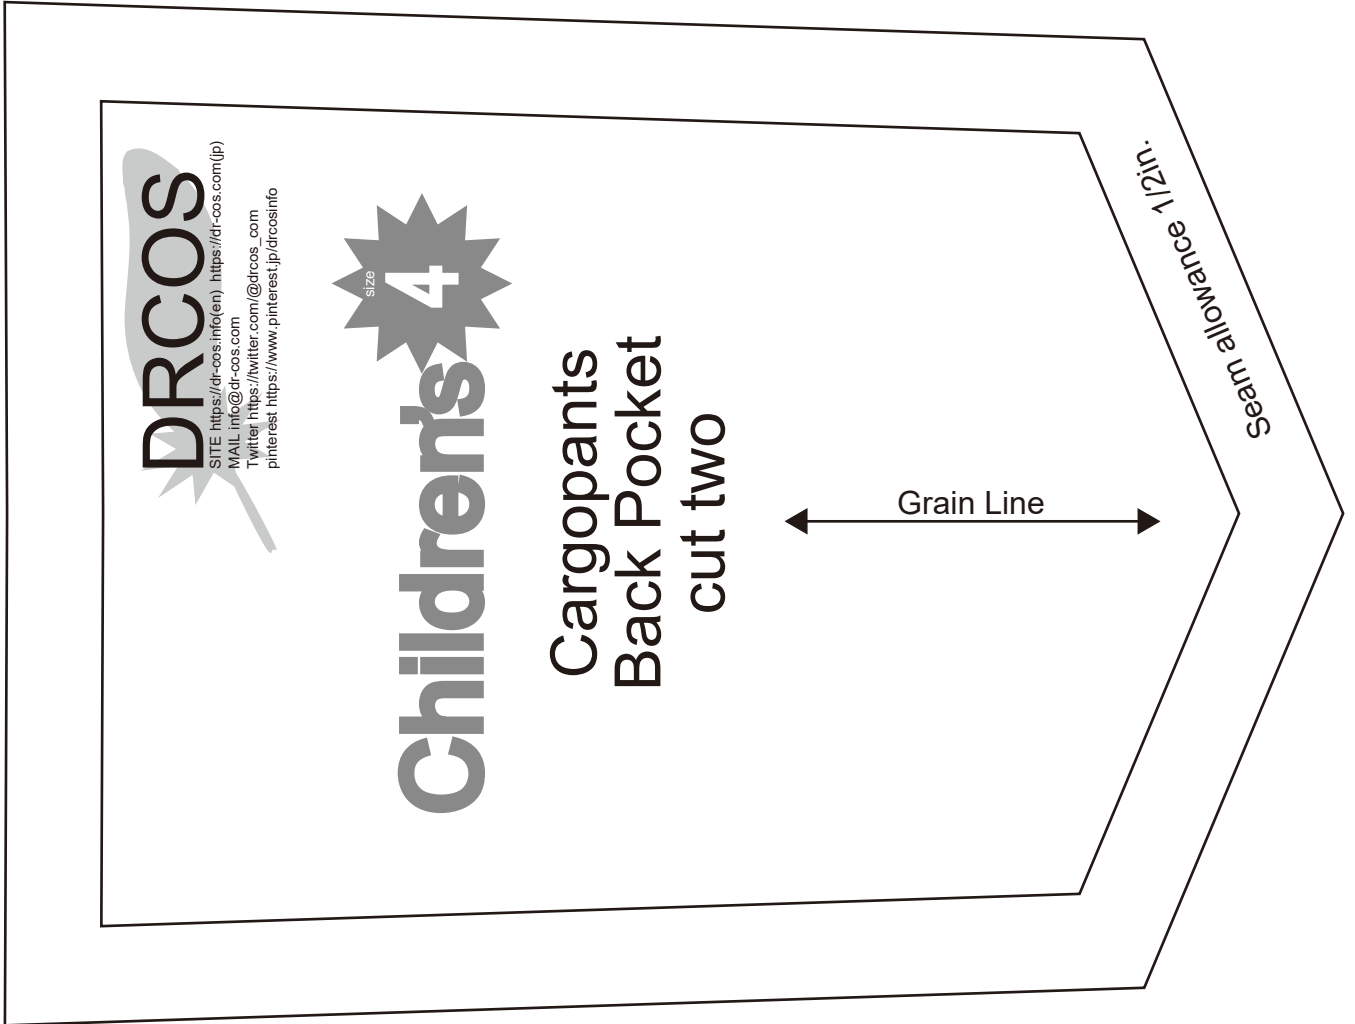 DRCOS
SITE https://dr-cos.info(en)  https://dr-cos.com(jp)
MAIL info@dr-cos.com
Twitter https://twitter.com/@drcos_com
pinterest https://www.pinterest.jp/drcosinfo
size
4
Children's
Cargopants
Back Pocket
cut two
Grain Line
Seam allowance 1/2in.